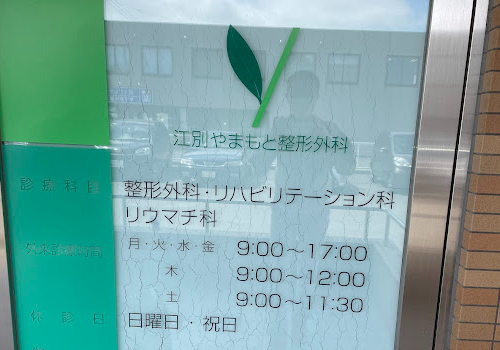 江別やまもと整形外科
診療科目 整形外科・リハビリテーション科
リウマチ科
外来診療時間 月・火・水・金 9:00～17:00
木 9:00～12:00
土 9:00～11:30
休診日 日曜日・祝日